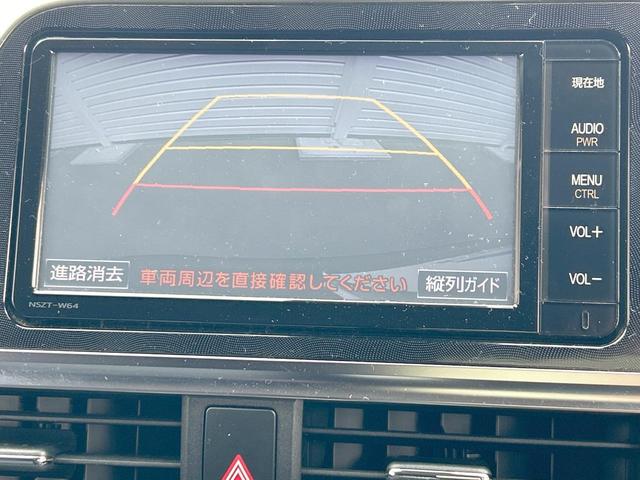 現在地
AUDIO
PWR
MENU
CTRL
VOL+
VOL−
進路消去
車両周辺を直接確認してください
縦列ガイド
NSZT-W64